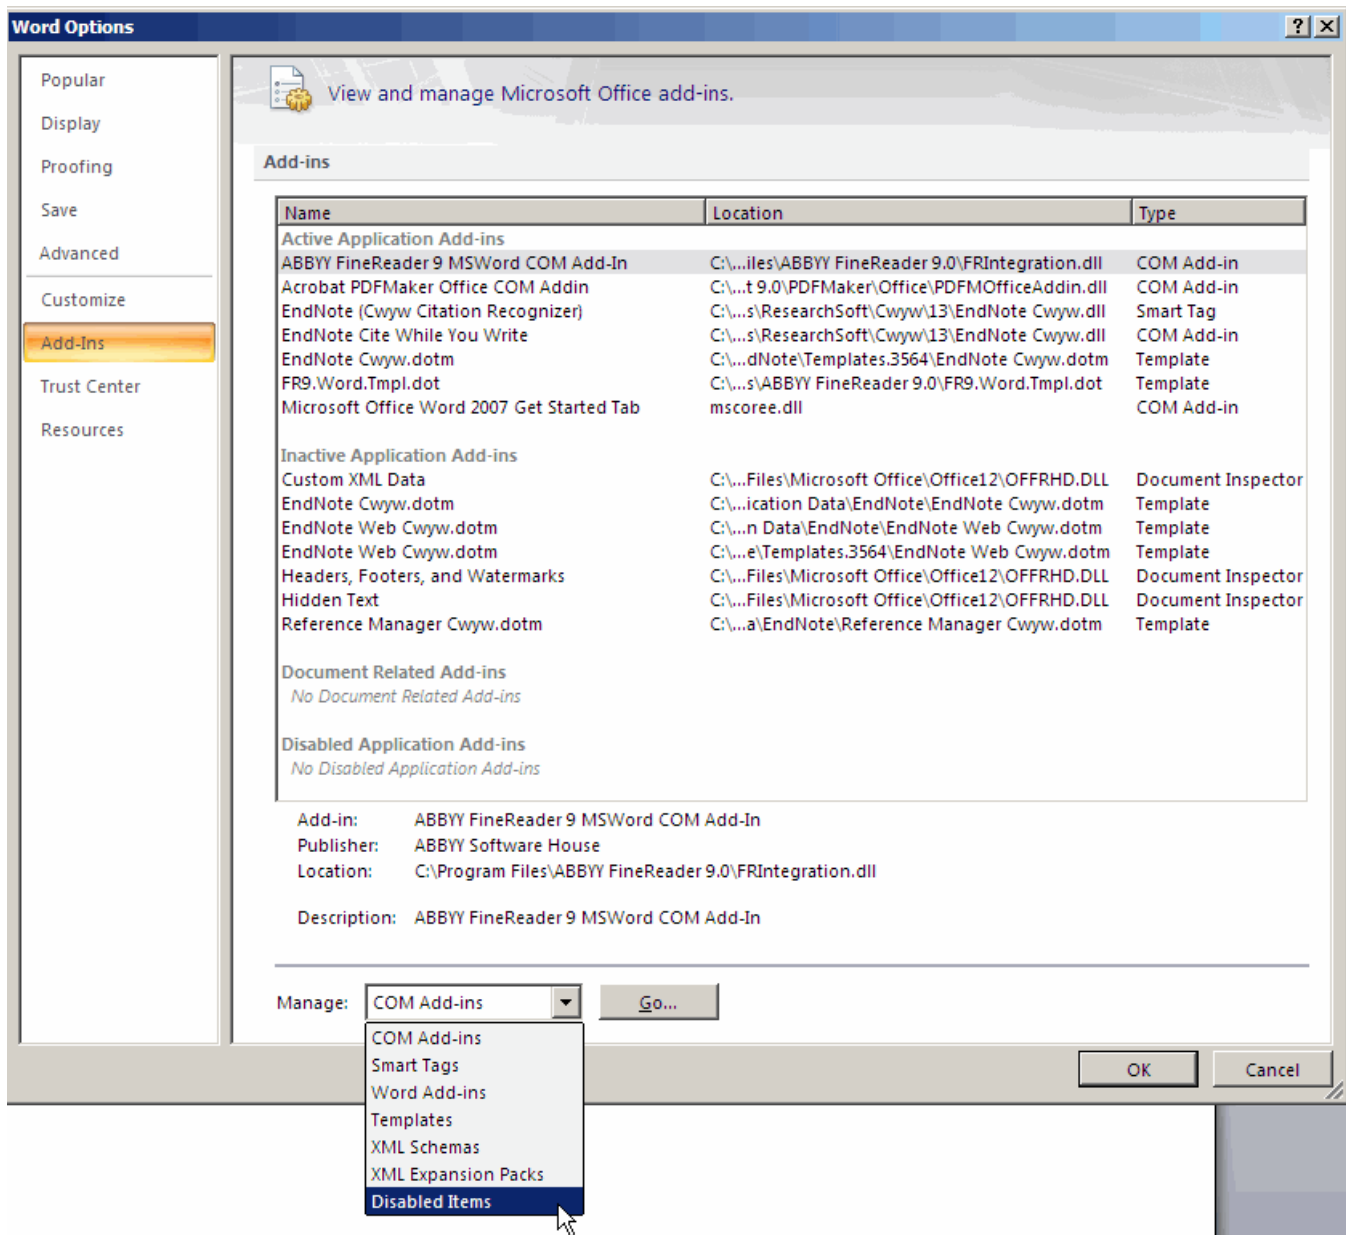 Word Options
Popular
Display
Proofing
Save
Advanced
Customize
Add-Ins
Trust Center
Resources
View and manage Microsoft Office add-ins.
Add-ins
Name Location Type
Active Application Add-ins
ABBYY FineReader 9 MSWord COM Add-In C:\...iles\ABBYY FineReader 9.0\FRIntegration.dll COM Add-in
Acrobat PDFMaker Office COM Addin C:\...t 9.0\PDFMaker\Office\PDFMOfficeAddin.dll COM Add-in
EndNote (Cwyw Citation Recognizer) C:\...s\ResearchSoft\Cwyw\13\EndNote Cwyw.dll Smart Tag
EndNote Cite While You Write C:\...s\ResearchSoft\Cwyw\13\EndNote Cwyw.dll COM Add-in
EndNote Cwyw.dotm C:\...dNote\Templates.3564\EndNote Cwyw.dotm Template
FR9.Word.Tmpl.dot C:\...s\ABBYY FineReader 9.0\FR9.Word.Tmpl.dot Template
Microsoft Office Word 2007 Get Started Tab mscoree.dll COM Add-in
Inactive Application Add-ins
Custom XML Data C:\...Files\Microsoft Office\Office12\OFFRHD.DLL Document Inspector
EndNote Cwyw.dotm C:\...ication Data\EndNote\EndNote Cwyw.dotm Template
EndNote Web Cwyw.dotm C:\...n Data\EndNote\EndNote Web Cwyw.dotm Template
EndNote Web Cwyw.dotm C:\...e\Templates.3564\EndNote Web Cwyw.dotm Template
Headers, Footers, and Watermarks C:\...Files\Microsoft Office\Office12\OFFRHD.DLL Document Inspector
Hidden Text C:\...Files\Microsoft Office\Office12\OFFRHD.DLL Document Inspector
Reference Manager Cwyw.dotm C:\...a\EndNote\Reference Manager Cwyw.dotm Template
Document Related Add-ins
No Document Related Add-ins
Disabled Application Add-ins
No Disabled Application Add-ins
Add-in: ABBYY FineReader 9 MSWord COM Add-In
Publisher: ABBYY Software House
Location: C:\Program Files\ABBYY FineReader 9.0\FRIntegration.dll
Description: ABBYY FineReader 9 MSWord COM Add-In
Manage: COM Add-ins Go...
COM Add-ins
Smart Tags
Word Add-ins
Templates
XML Schemas
XML Expansion Packs
Disabled Items
OK Cancel